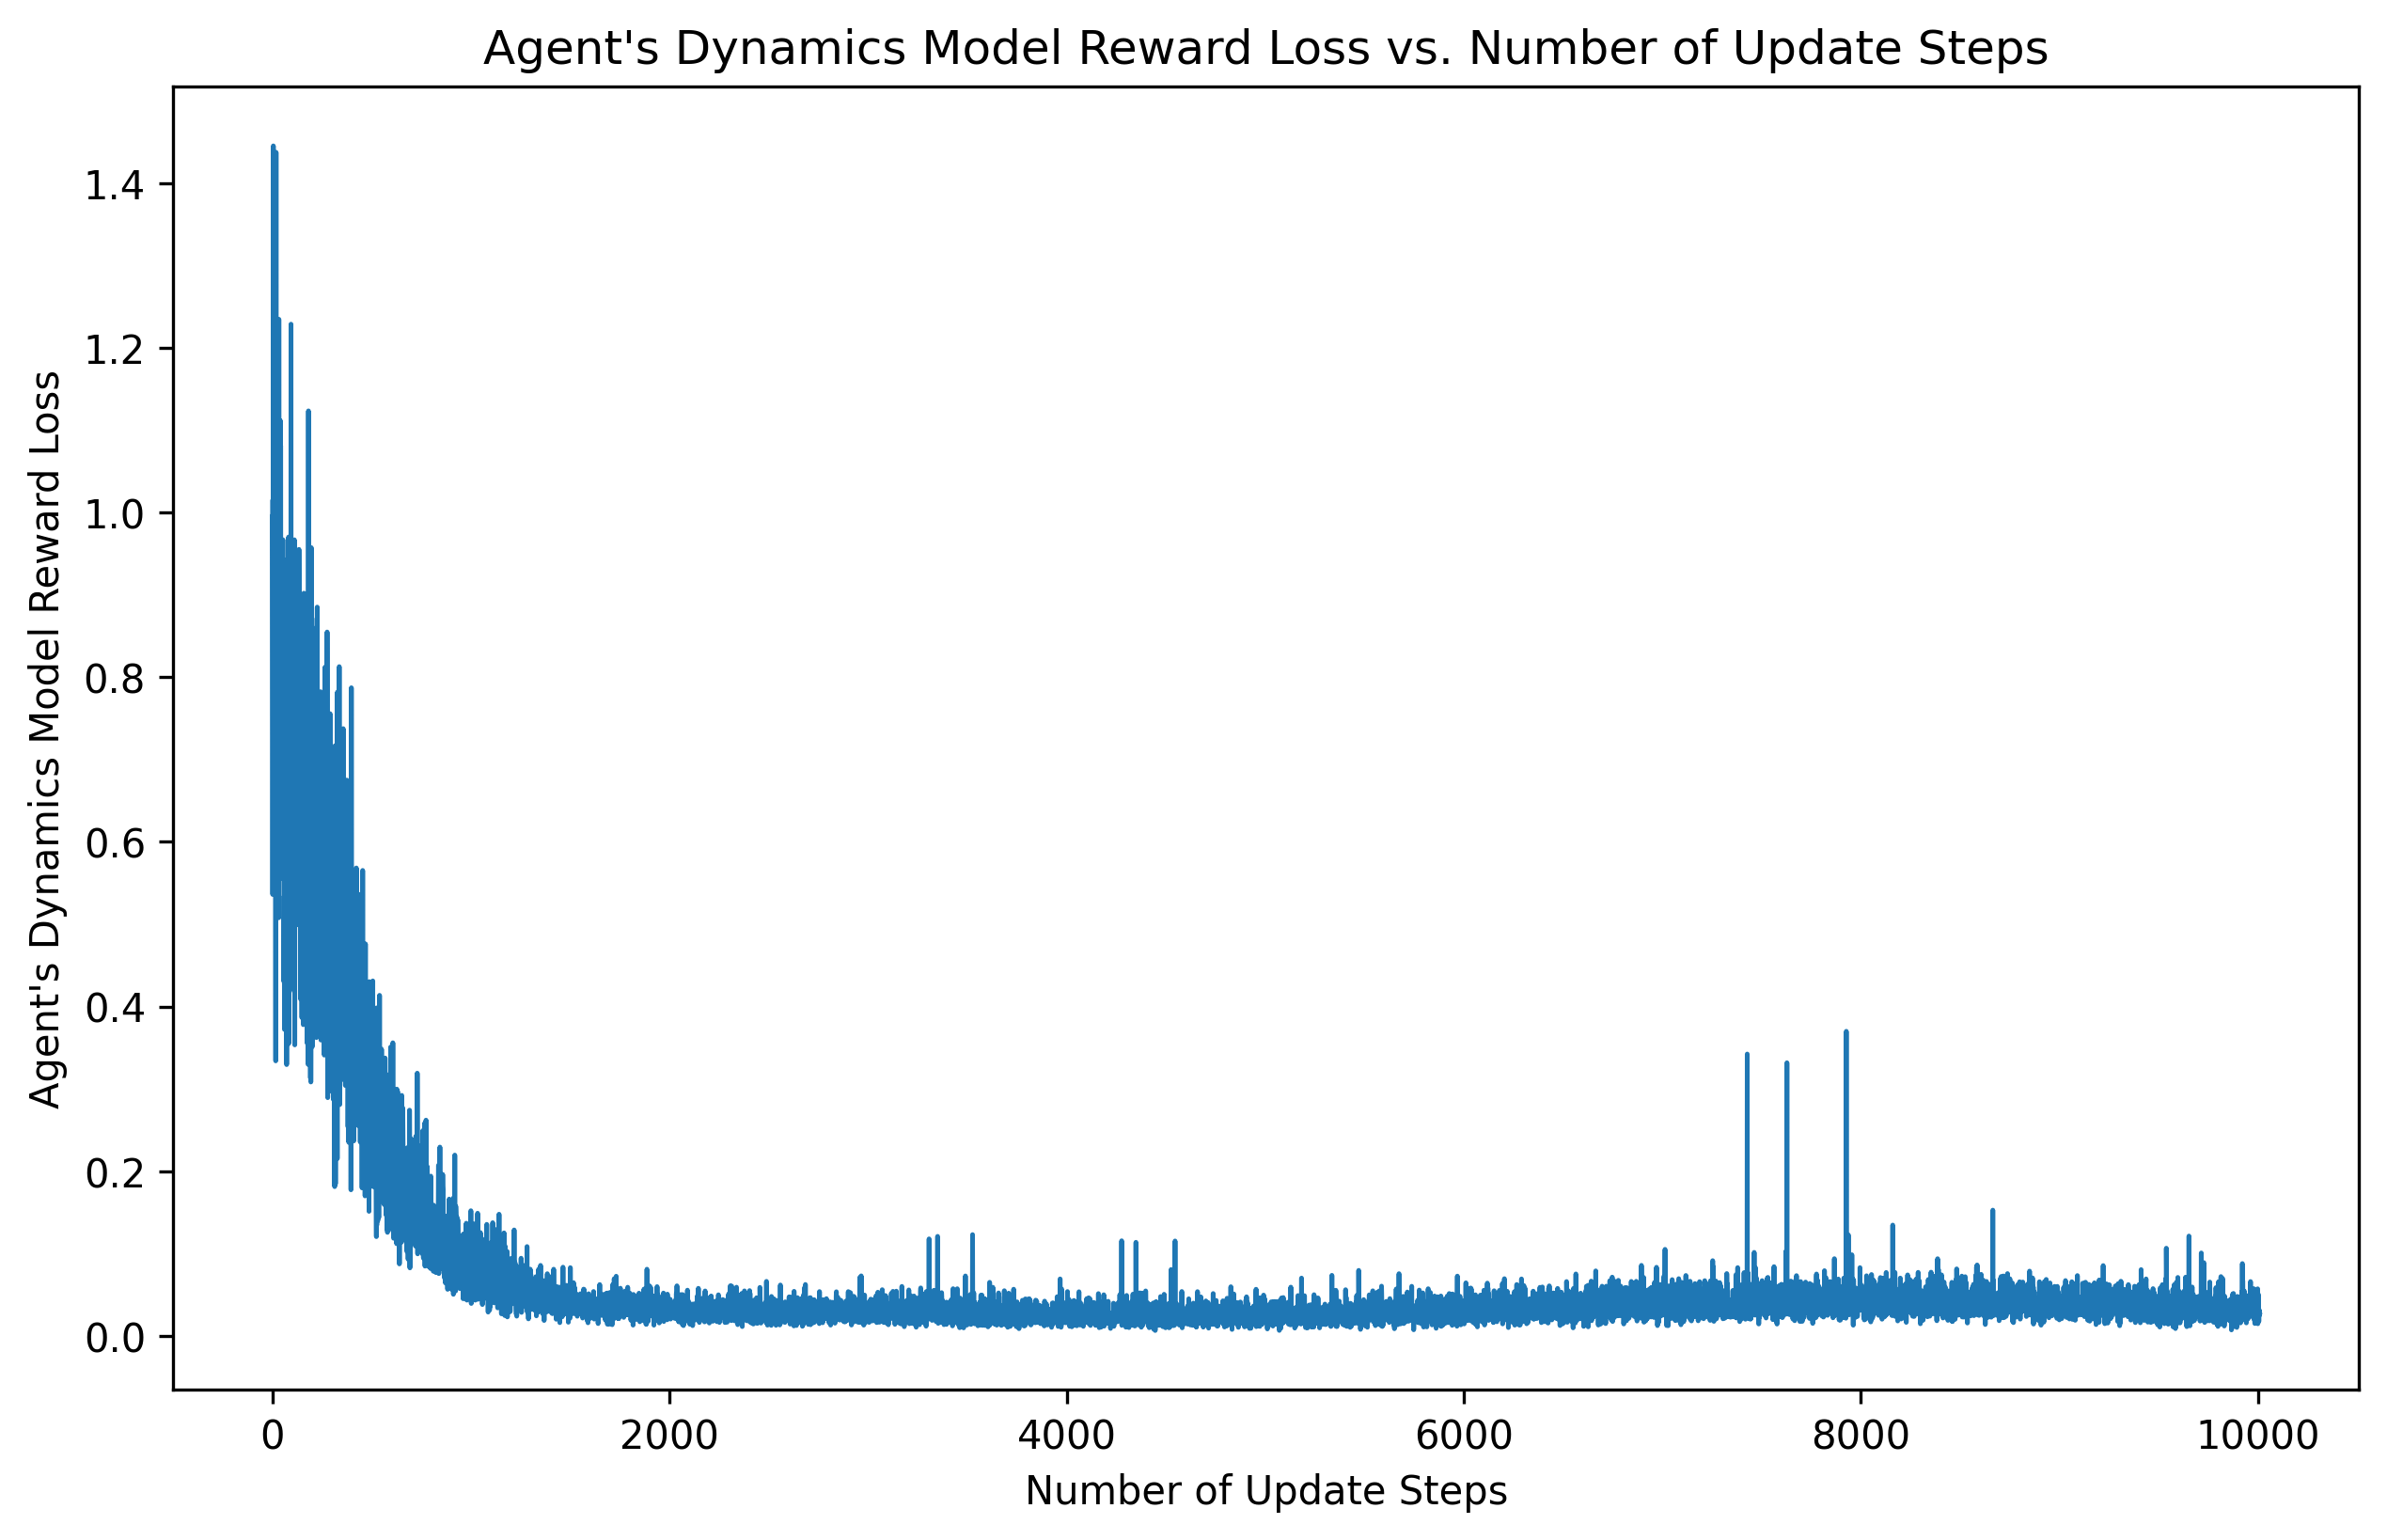 Agent's Dynamics Model Reward Loss vs. Number of Update Steps
Agent's Dynamics Model Reward Loss
1.4
1.2
1.0
0.8
0.6
0.4
0.2
0.0
0 2000 4000 6000 8000 10000
Number of Update Steps